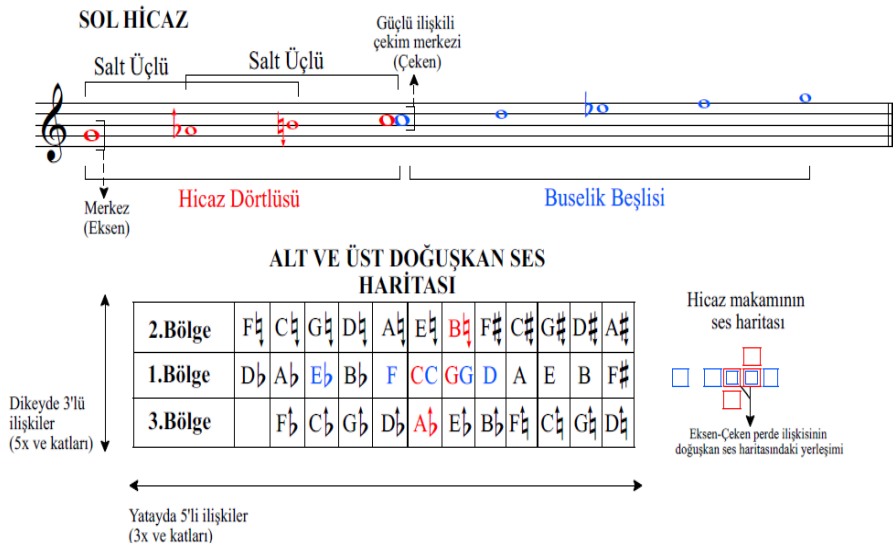 SOL HİCAZ
Güçlü ilişkili
çekim merkezi
(Çeken)
Salt Üçlü
Salt Üçlü
Merkez
(Eksen)
Hicaz Dörtlüsü
Buselik Beşlisi
ALT VE ÜST DOĞUŞKAN SES
HARİTASI
Dikeyde 3'lü
ilişkiler
(5x ve katları)
2.Bölge F♮ C♮ G♮ D♮ A♮ E♮ B♮ F♯ C♯ G♯ D♯ A♯
1.Bölge D♭ A♭ E♭ B♭ F CC GG D A E B F♯
3.Bölge F♭ C♭ G♭ D♭ A♭ E♭ B♭ F♮ C♮ G♮ D♮
Yatayda 5'li ilişkiler
(3x ve katları)
Hicaz makamının
ses haritası
Eksen-Çeken perde ilişkisinin
doğuşkan ses haritasındaki yerleşimi